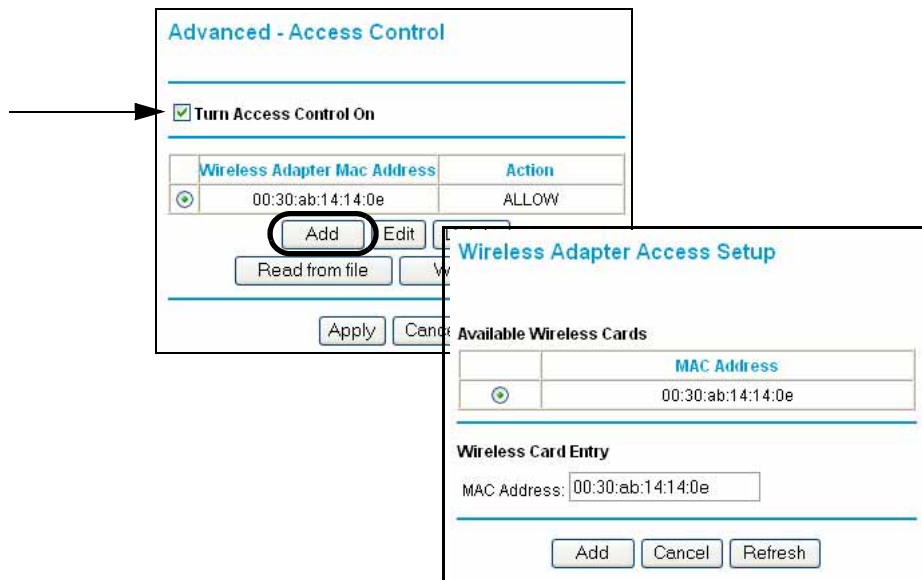 Advanced - Access Control
Turn Access Control On
Wireless Adapter Mac Address Action
00:30:ab:14:14:0e ALLOW
Add Edit
Read from file
Apply
Wireless Adapter Access Setup
Available Wireless Cards
MAC Address
00:30:ab:14:14:0e
Wireless Card Entry
MAC Address: 00:30:ab:14:14:0e
Add Cancel Refresh